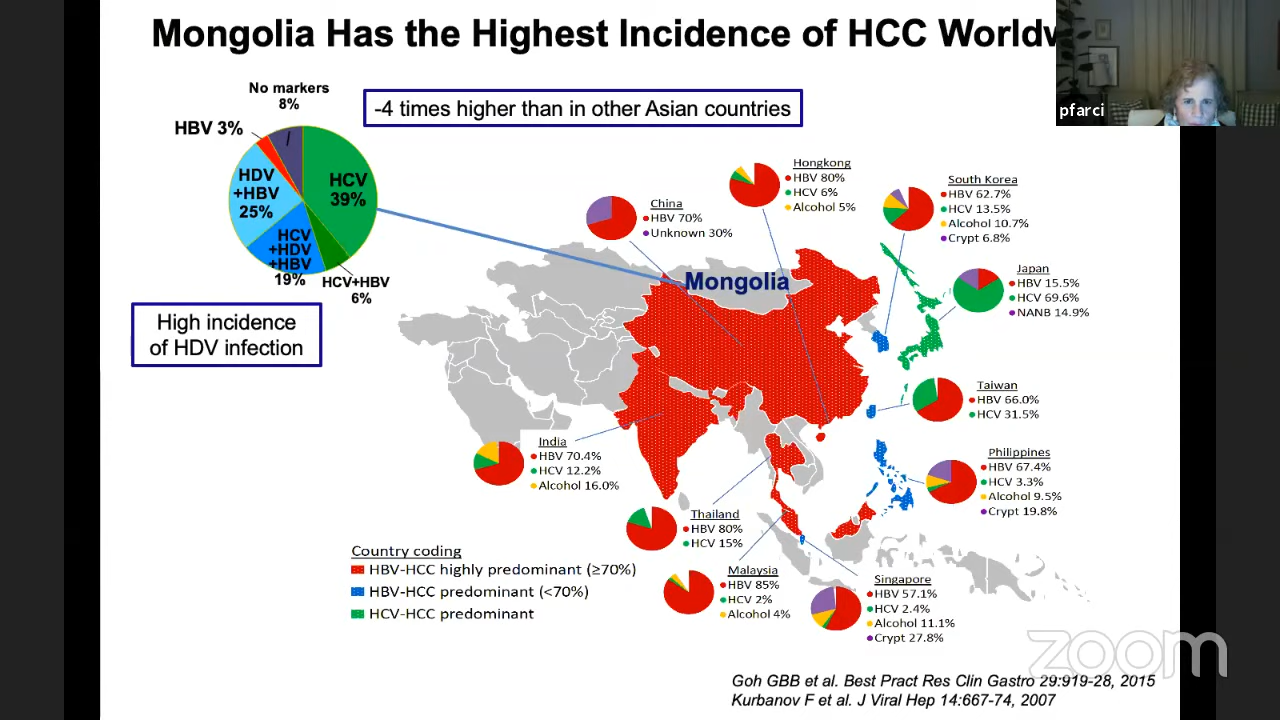 Mongolia Has the Highest Incidence of HCC Worldv
pfarci
No markers
8%
HBV 3%
HDV
+HBV
25%
HCV
39%
HCV
+HDV
+HBV
19%
HCV+HBV
6%
-4 times higher than in other Asian countries
High incidence
of HDV infection
Mongolia
Hongkong
HBV 80%
HCV 6%
Alcohol 5%
South Korea
HBV 62.7%
HCV 13.5%
Alcohol 10.7%
Crypt 6.8%
China
HBV 70%
Unknown 30%
Japan
HBV 15.5%
HCV 69.6%
NANB 14.9%
Taiwan
HBV 66.0%
HCV 31.5%
India
HBV 70.4%
HCV 12.2%
Alcohol 16.0%
Philippines
HBV 67.4%
HCV 3.3%
Alcohol 9.5%
Crypt 19.8%
Thailand
HBV 80%
HCV 15%
Malaysia
HBV 85%
HCV 2%
Alcohol 4%
Singapore
HBV 57.1%
HCV 2.4%
Alcohol 11.1%
Crypt 27.8%
Country coding
HBV-HCC highly predominant (≥70%)
HBV-HCC predominant (<70%)
HCV-HCC predominant
zoom
Goh GBB et al. Best Pract Res Clin Gastro 29:919-28, 2015
Kurbanov F et al. J Viral Hep 14:667-74, 2007